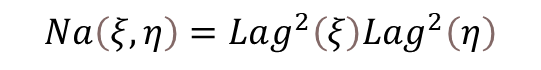 Na(ξ, η) = Lag²(ξ)Lag²(η)